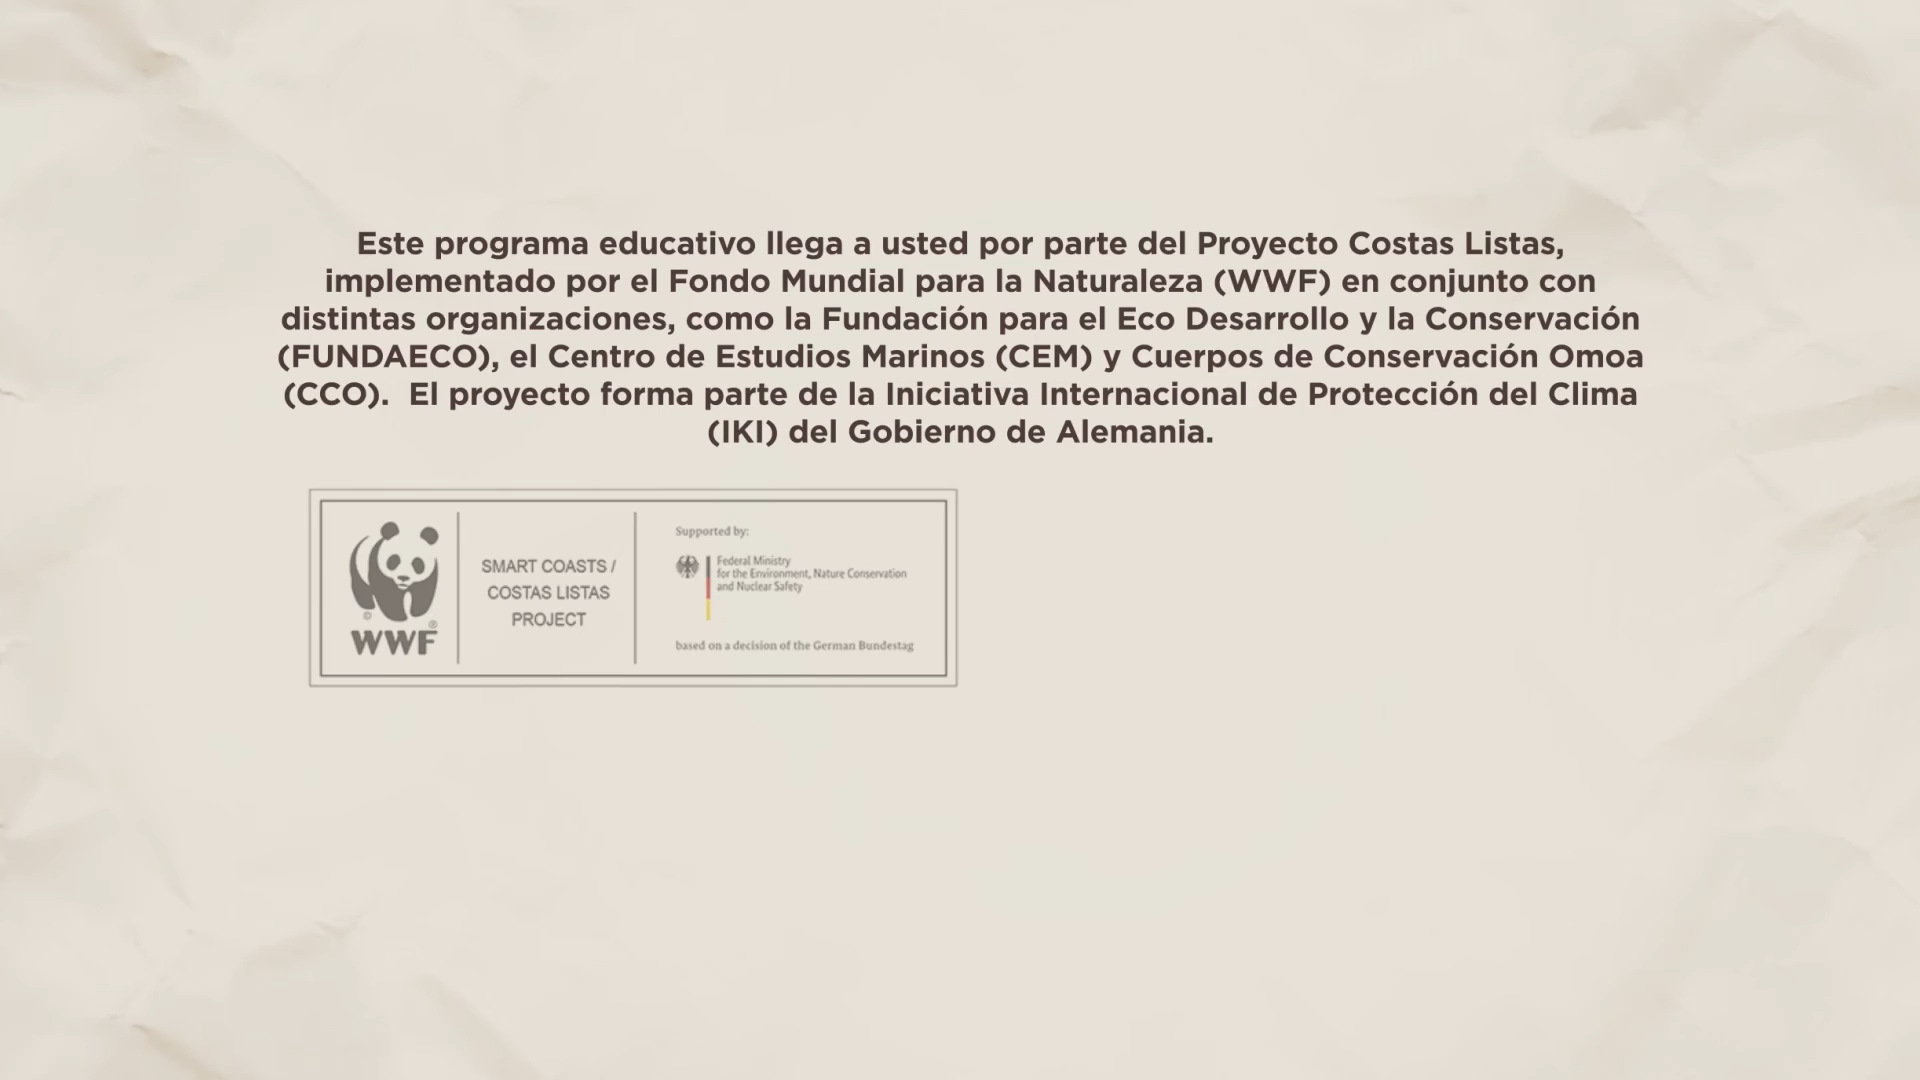 Este programa educativo llega a usted por parte del Proyecto Costas Listas,
implementado por el Fondo Mundial para la Naturaleza (WWF) en conjunto con
distintas organizaciones, como la Fundación para el Eco Desarrollo y la Conservación
(FUNDAECO), el Centro de Estudios Marinos (CEM) y Cuerpos de Conservación Omoa
(CCO).  El proyecto forma parte de la Iniciativa Internacional de Protección del Clima
(IKI) del Gobierno de Alemania.
©
®
WWF
SMART COASTS /
COSTAS LISTAS
PROJECT
Supported by:
Federal Ministry
for the Environment, Nature Conservation
and Nuclear Safety
based on a decision of the German Bundestag